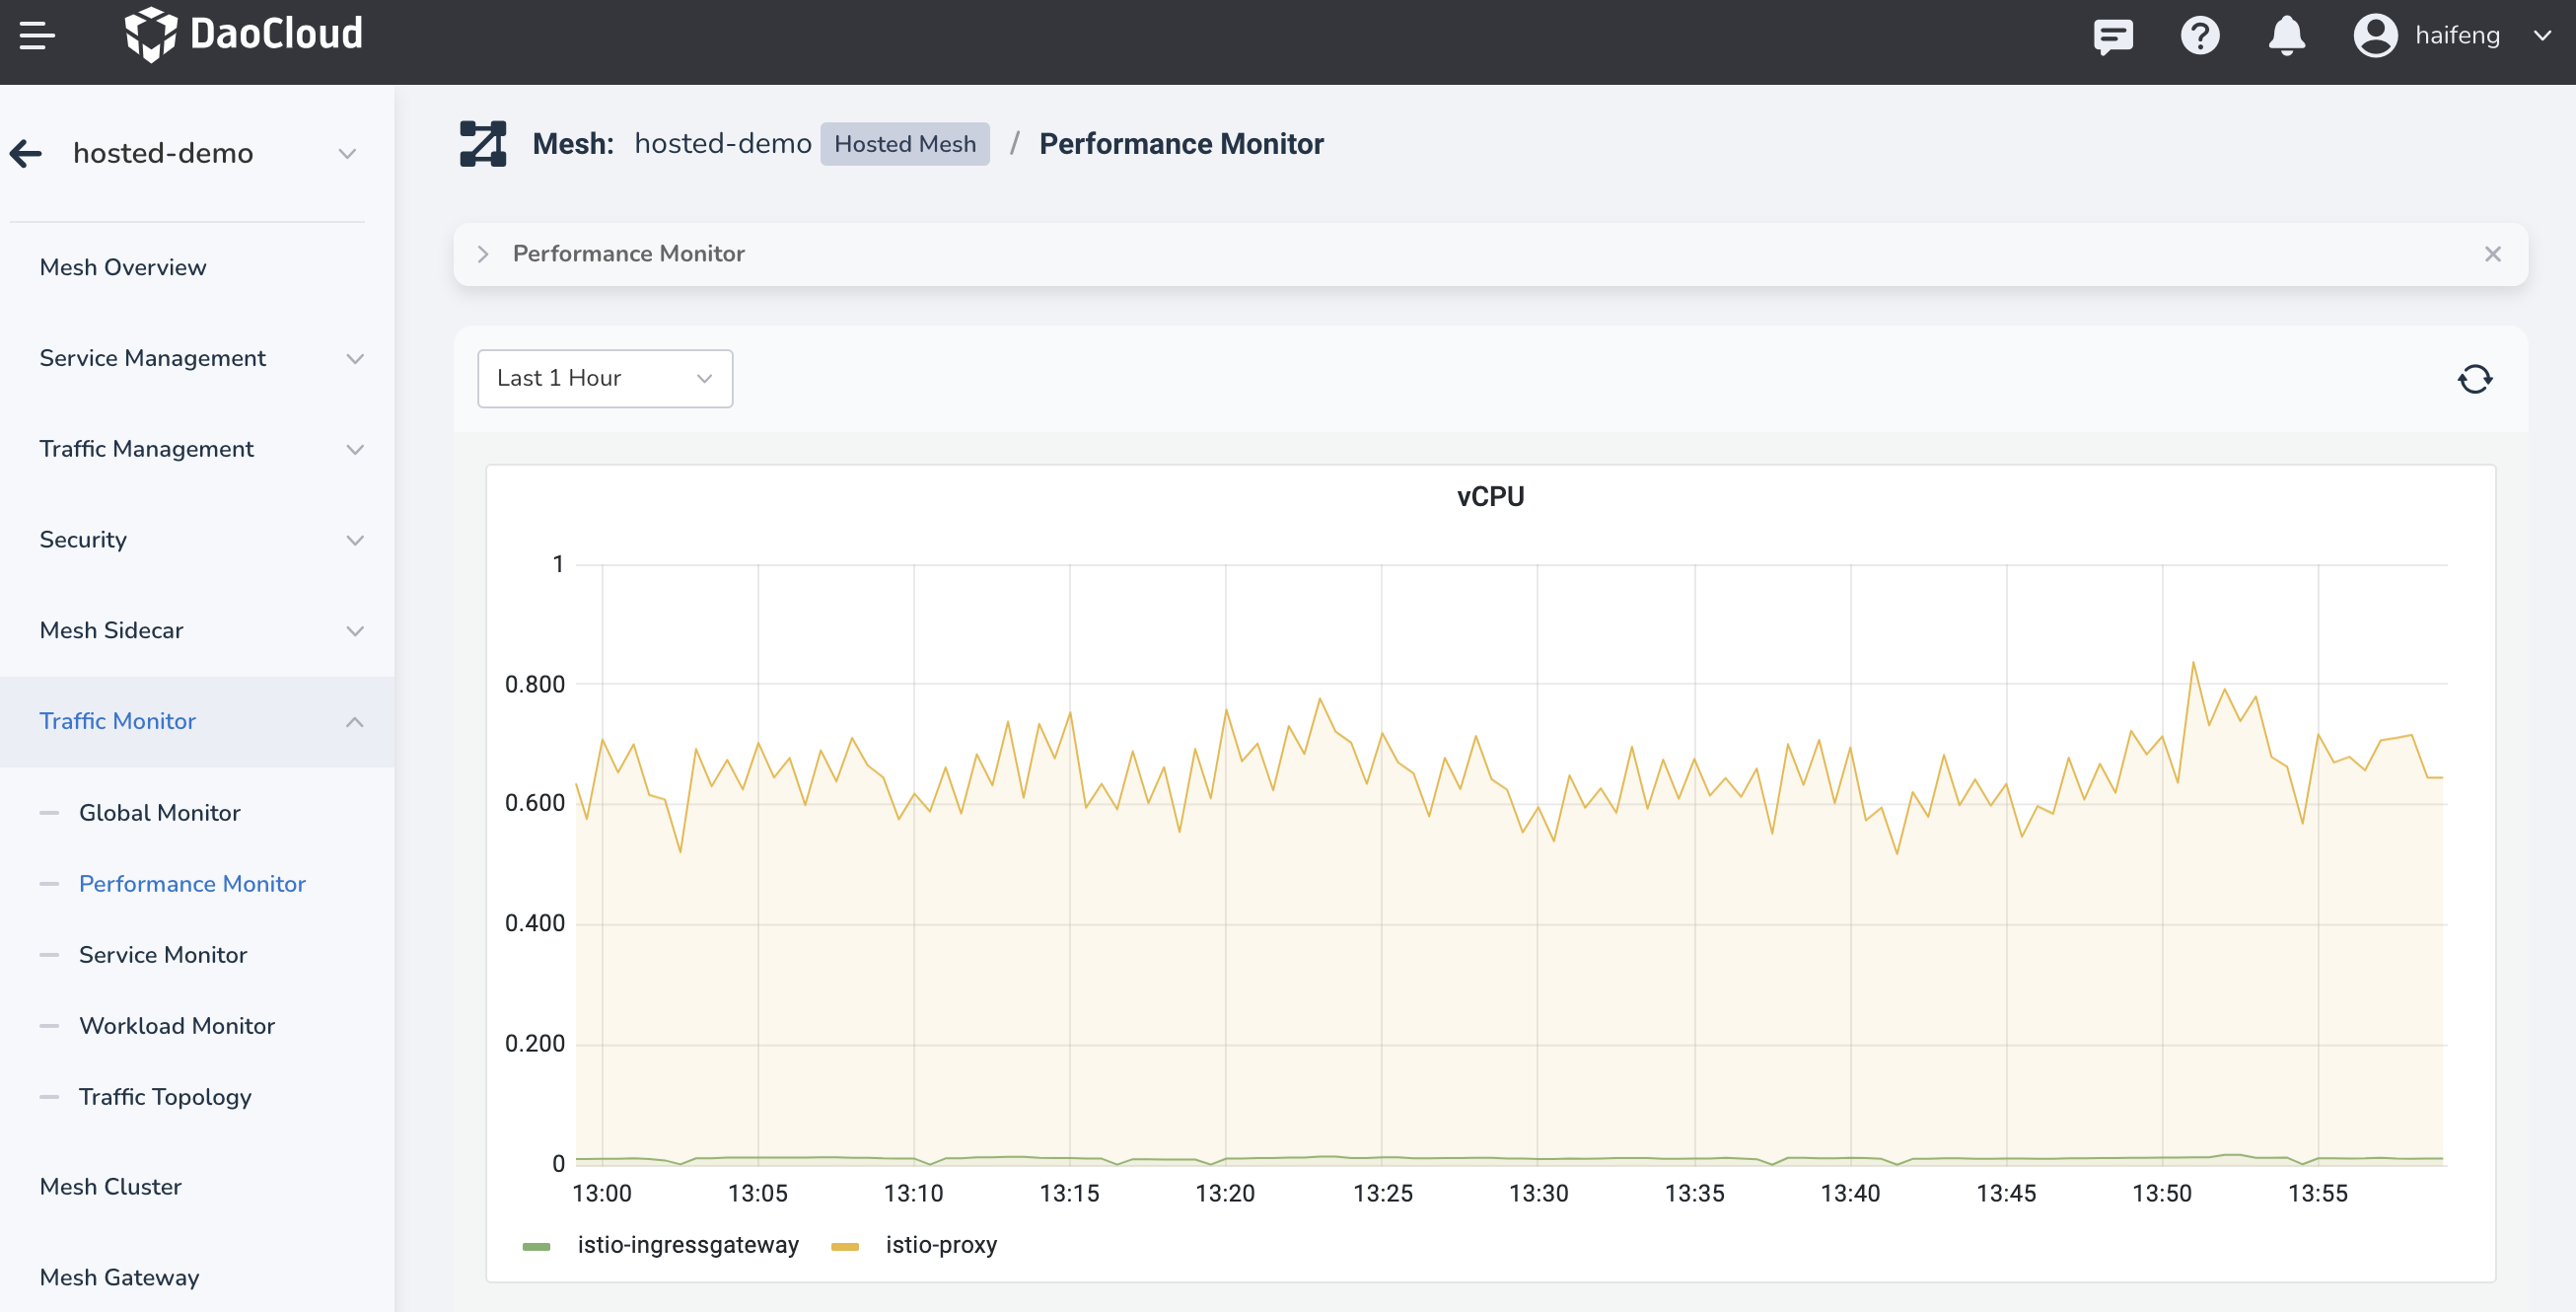 DaoCloud
haifeng
hosted-demo
Mesh Overview
Service Management
Traffic Management
Security
Mesh Sidecar
Traffic Monitor
Global Monitor
Performance Monitor
Service Monitor
Workload Monitor
Traffic Topology
Mesh Cluster
Mesh Gateway
Mesh: hosted-demo Hosted Mesh / Performance Monitor
Performance Monitor
Last 1 Hour
vCPU
1
0.800
0.600
0.400
0.200
0
13:00 13:05 13:10 13:15 13:20 13:25 13:30 13:35 13:40 13:45 13:50 13:55
istio-ingressgateway istio-proxy